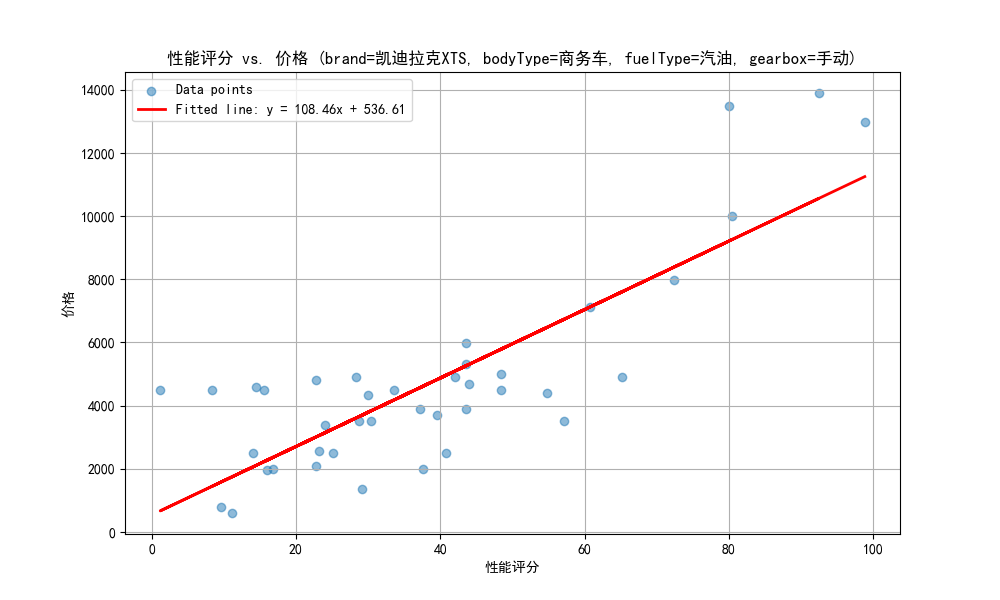 性能评分 vs. 价格 (brand=凯迪拉克XTS, bodyType=商务车, fuelType=汽油, gearbox=手动)
Data points
Fitted line: y = 108.46x + 536.61
14000
12000
10000
8000
6000
4000
2000
0
价格
0 20 40 60 80 100
性能评分